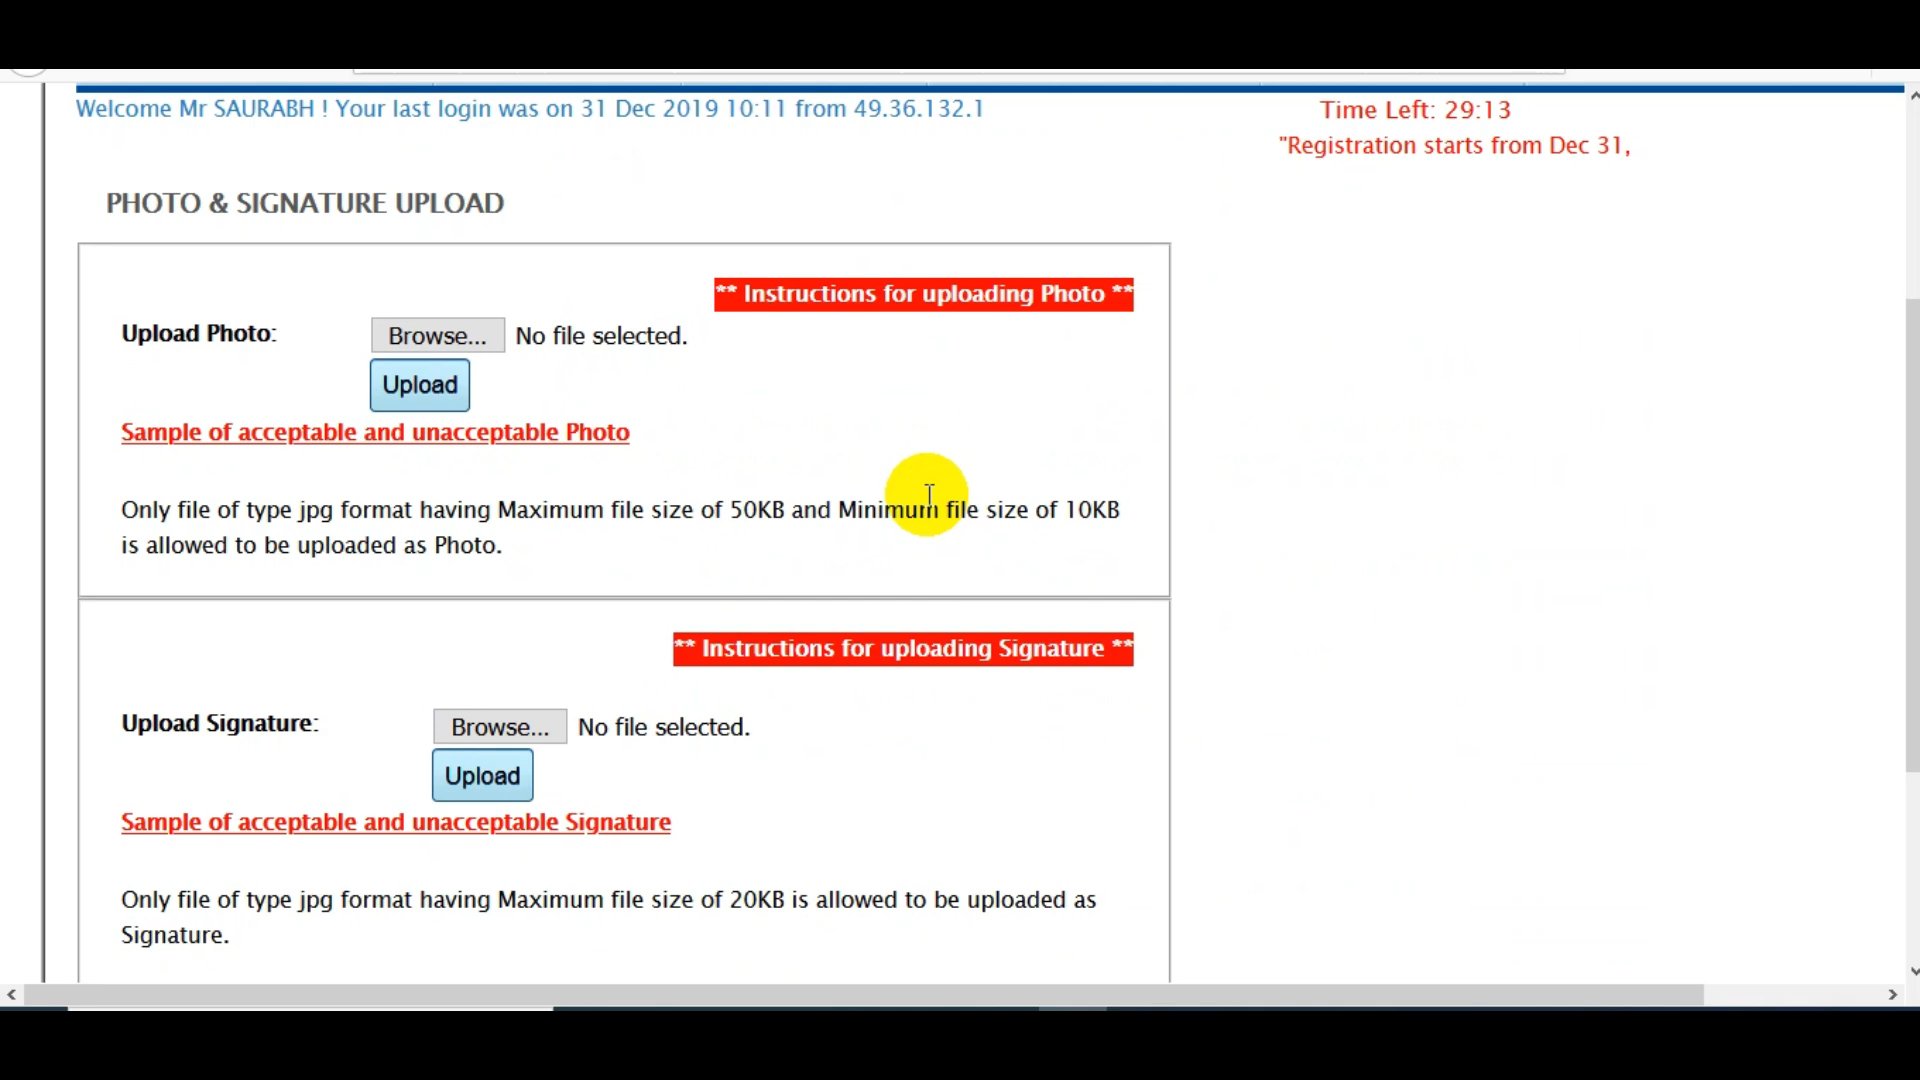 Welcome Mr SAURABH ! Your last login was on 31 Dec 2019 10:11 from 49.36.132.1
Time Left: 29:13
"Registration starts from Dec 31,
PHOTO & SIGNATURE UPLOAD
** Instructions for uploading Photo **
Upload Photo: Browse... No file selected.
Upload
Sample of acceptable and unacceptable Photo
Only file of type jpg format having Maximum file size of 50KB and Minimum file size of 10KB
is allowed to be uploaded as Photo.
** Instructions for uploading Signature **
Upload Signature: Browse... No file selected.
Upload
Sample of acceptable and unacceptable Signature
Only file of type jpg format having Maximum file size of 20KB is allowed to be uploaded as
Signature.